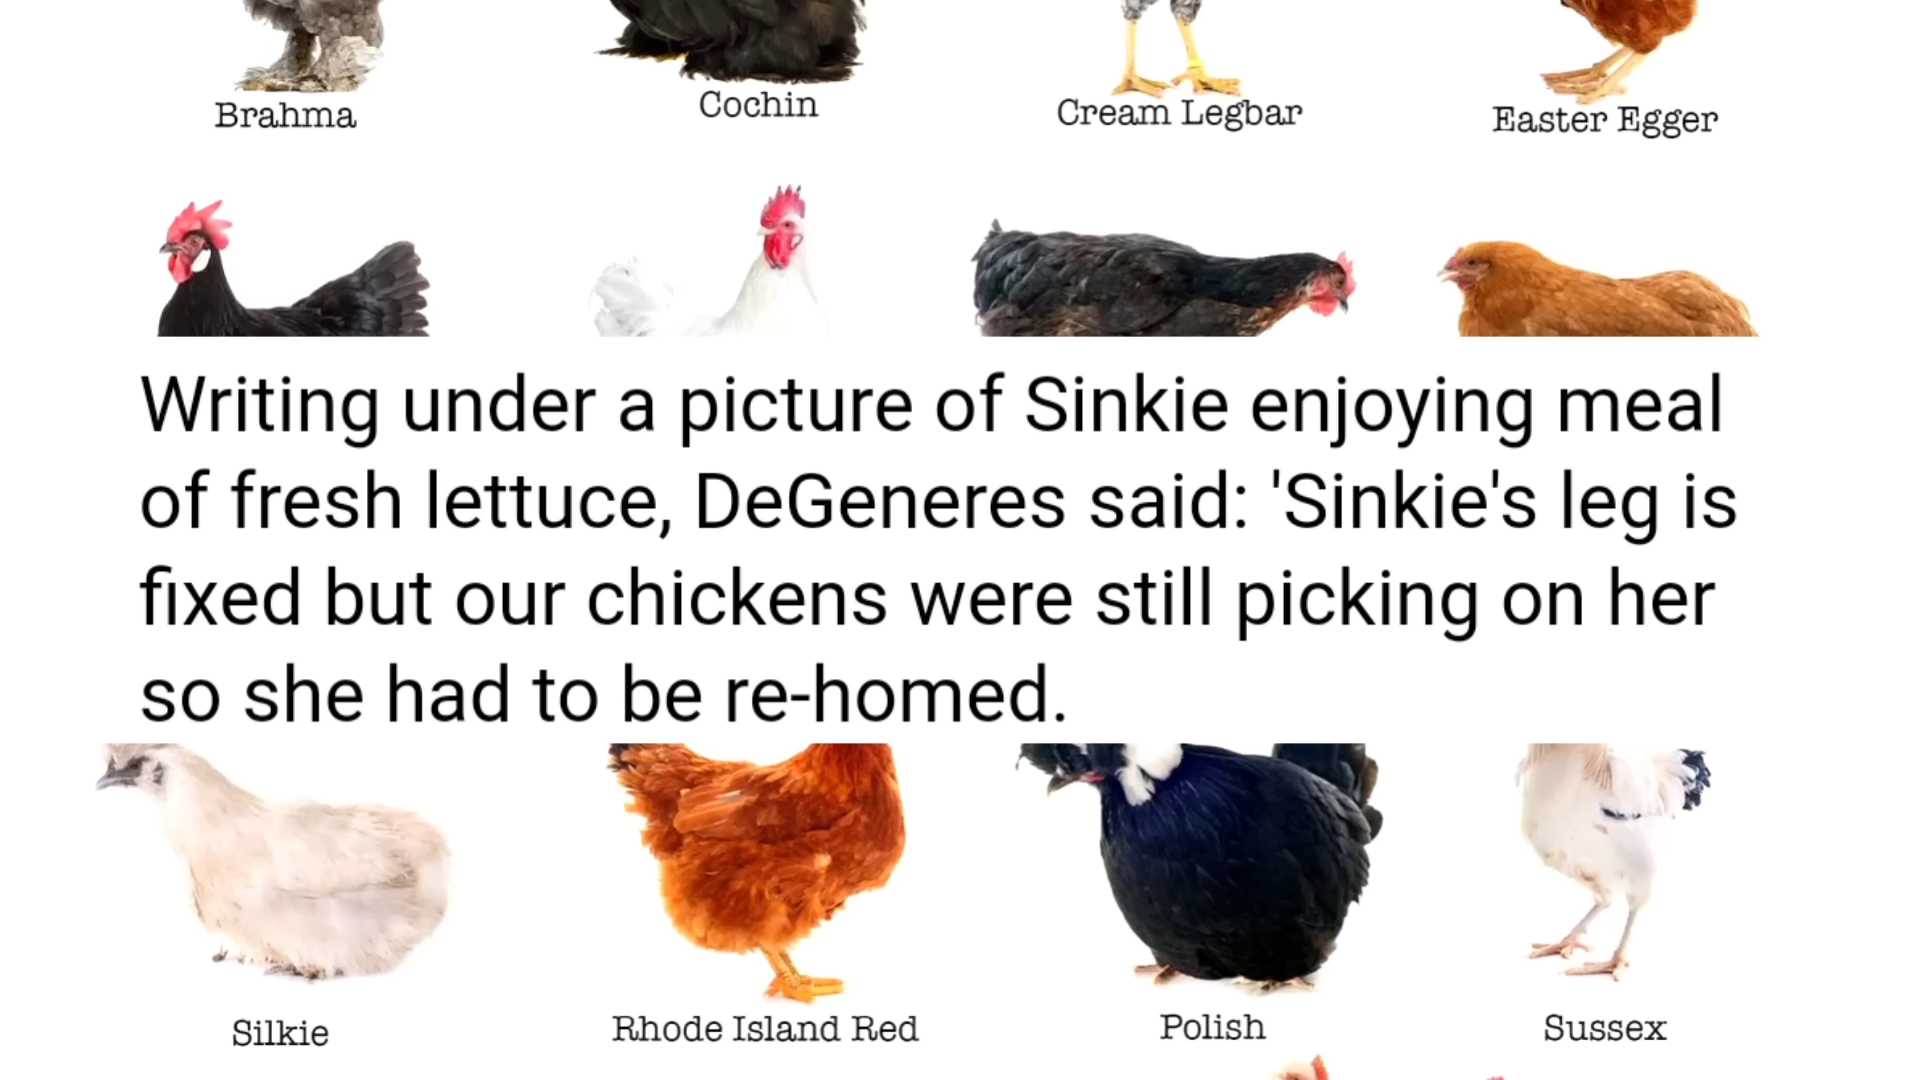 Brahma
Cochin
Cream Legbar
Easter Egger
Writing under a picture of Sinkie enjoying meal
of fresh lettuce, DeGeneres said: 'Sinkie's leg is
fixed but our chickens were still picking on her
so she had to be re-homed.
Silkie
Rhode Island Red
Polish
Sussex